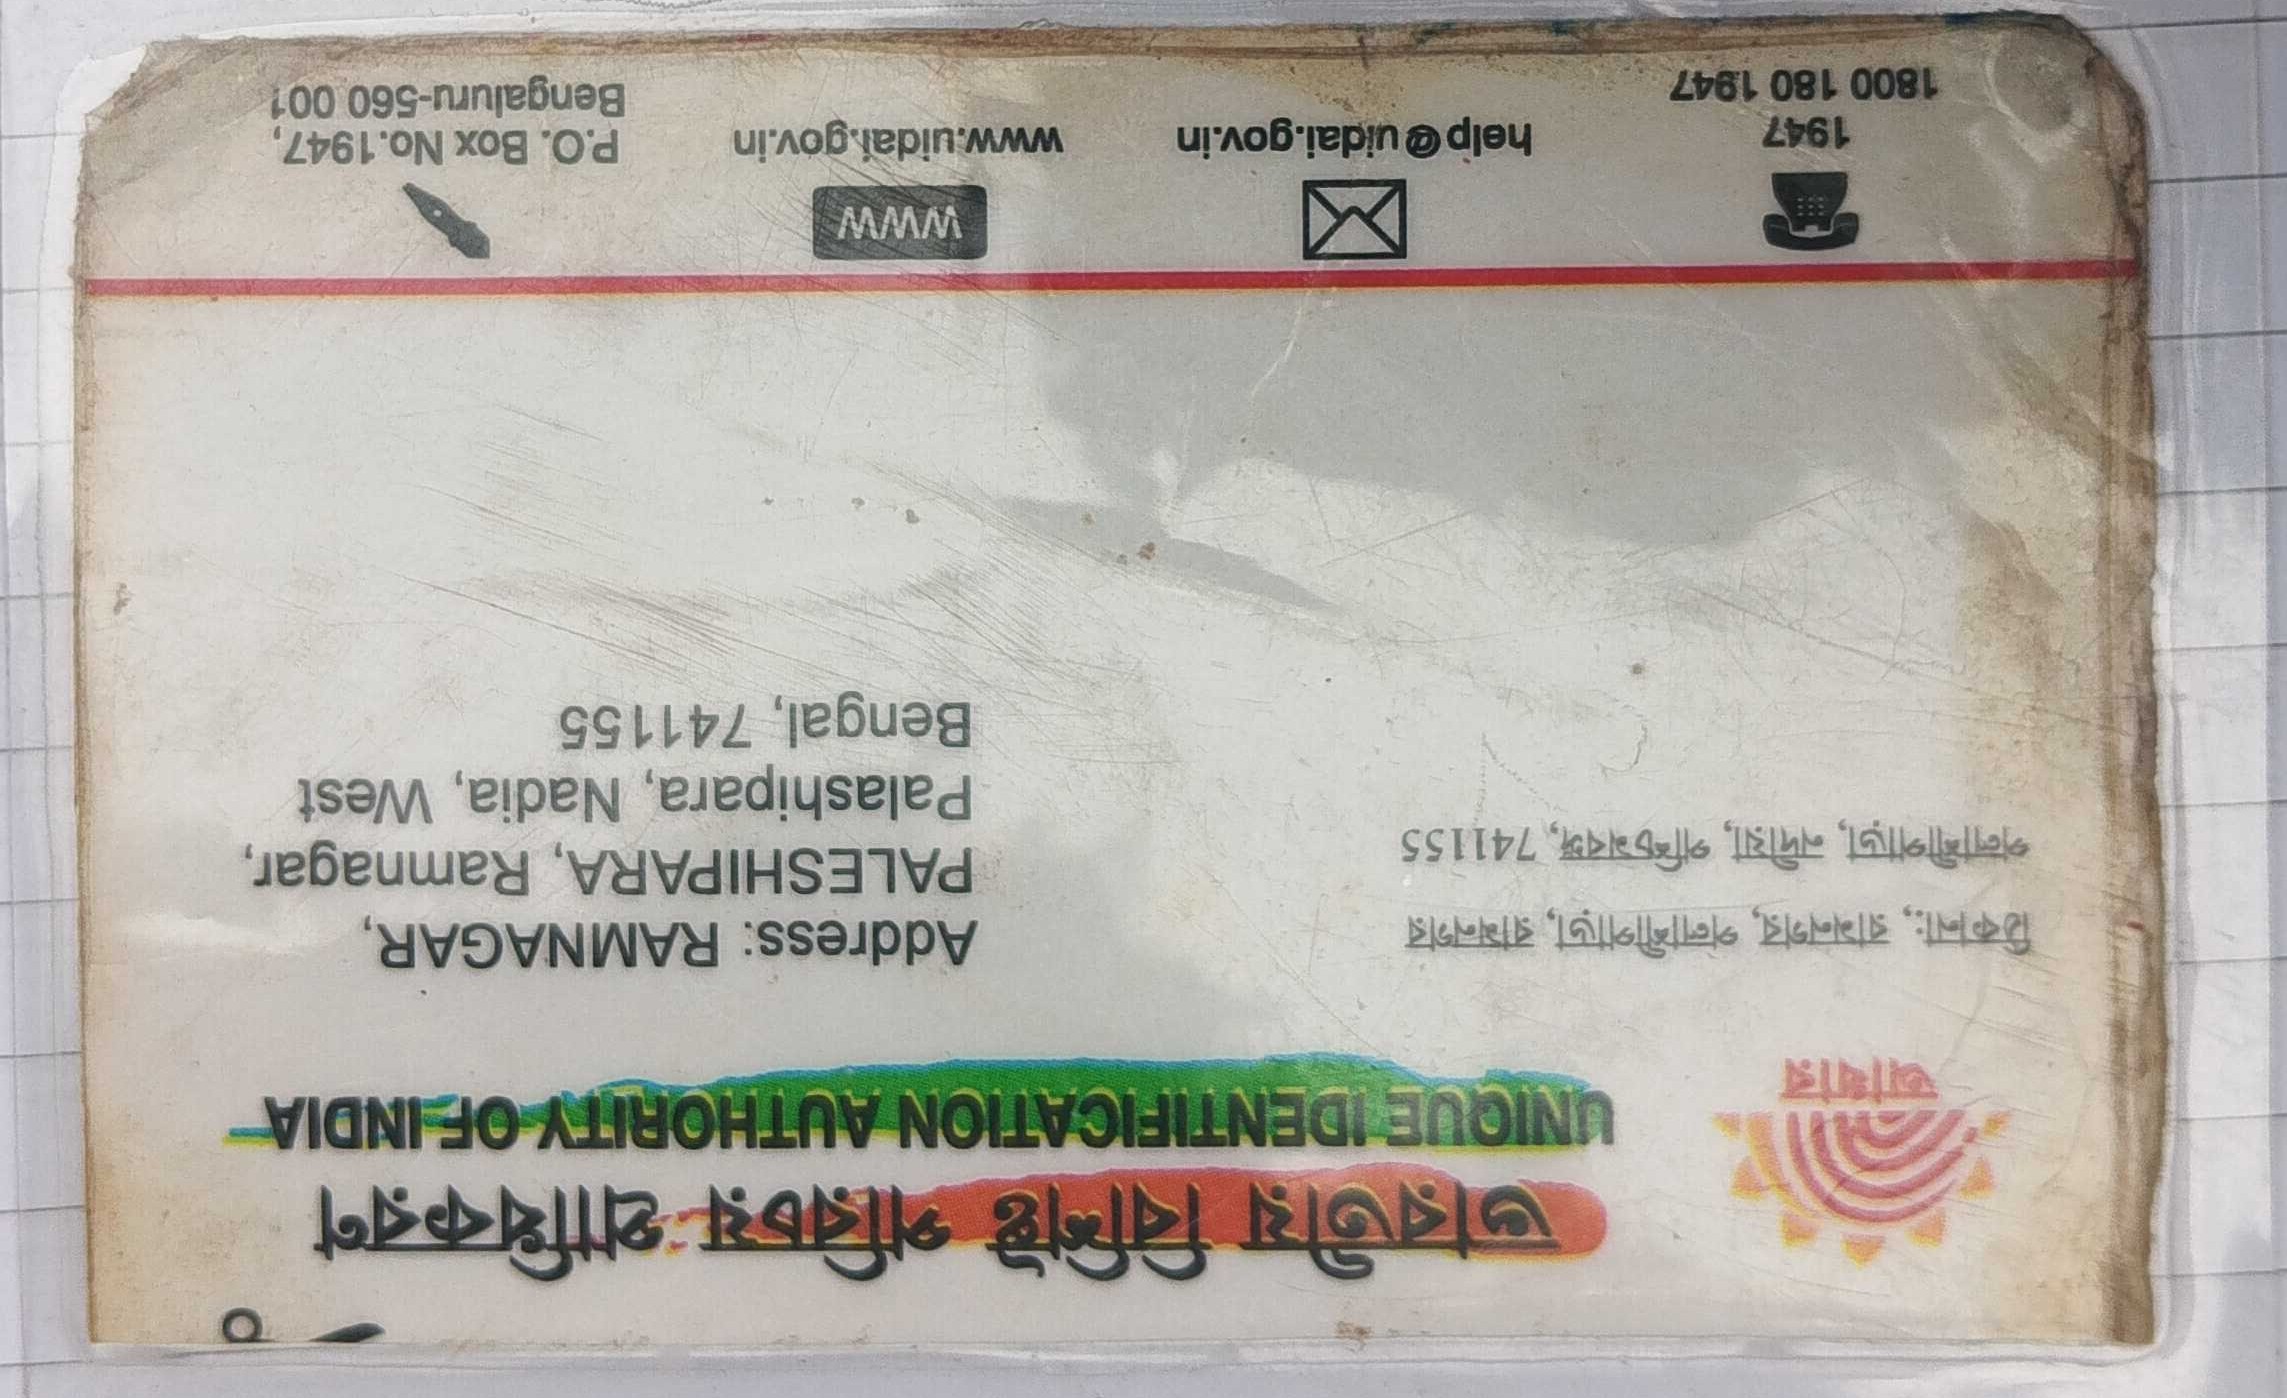 ভারতীয় বিশিষ্ট পরিচয় প্রাধিকরণ
UNIQUE IDENTIFICATION AUTHORITY OF INDIA
আধার
ঠিকানা:, রামনগর, পলাশীপাড়া, রামনগর
পলাশীপাড়া, নদীয়া, পশ্চিমবঙ্গ, 741155
Address: RAMNAGAR,
PALESHIPARA, Ramnagar,
Palashipara, Nadia, West
Bengal, 741155
1947
1800 180 1947
help@uidai.gov.in
WWW
www.uidai.gov.in
P.O. Box No.1947,
Bengaluru-560 001